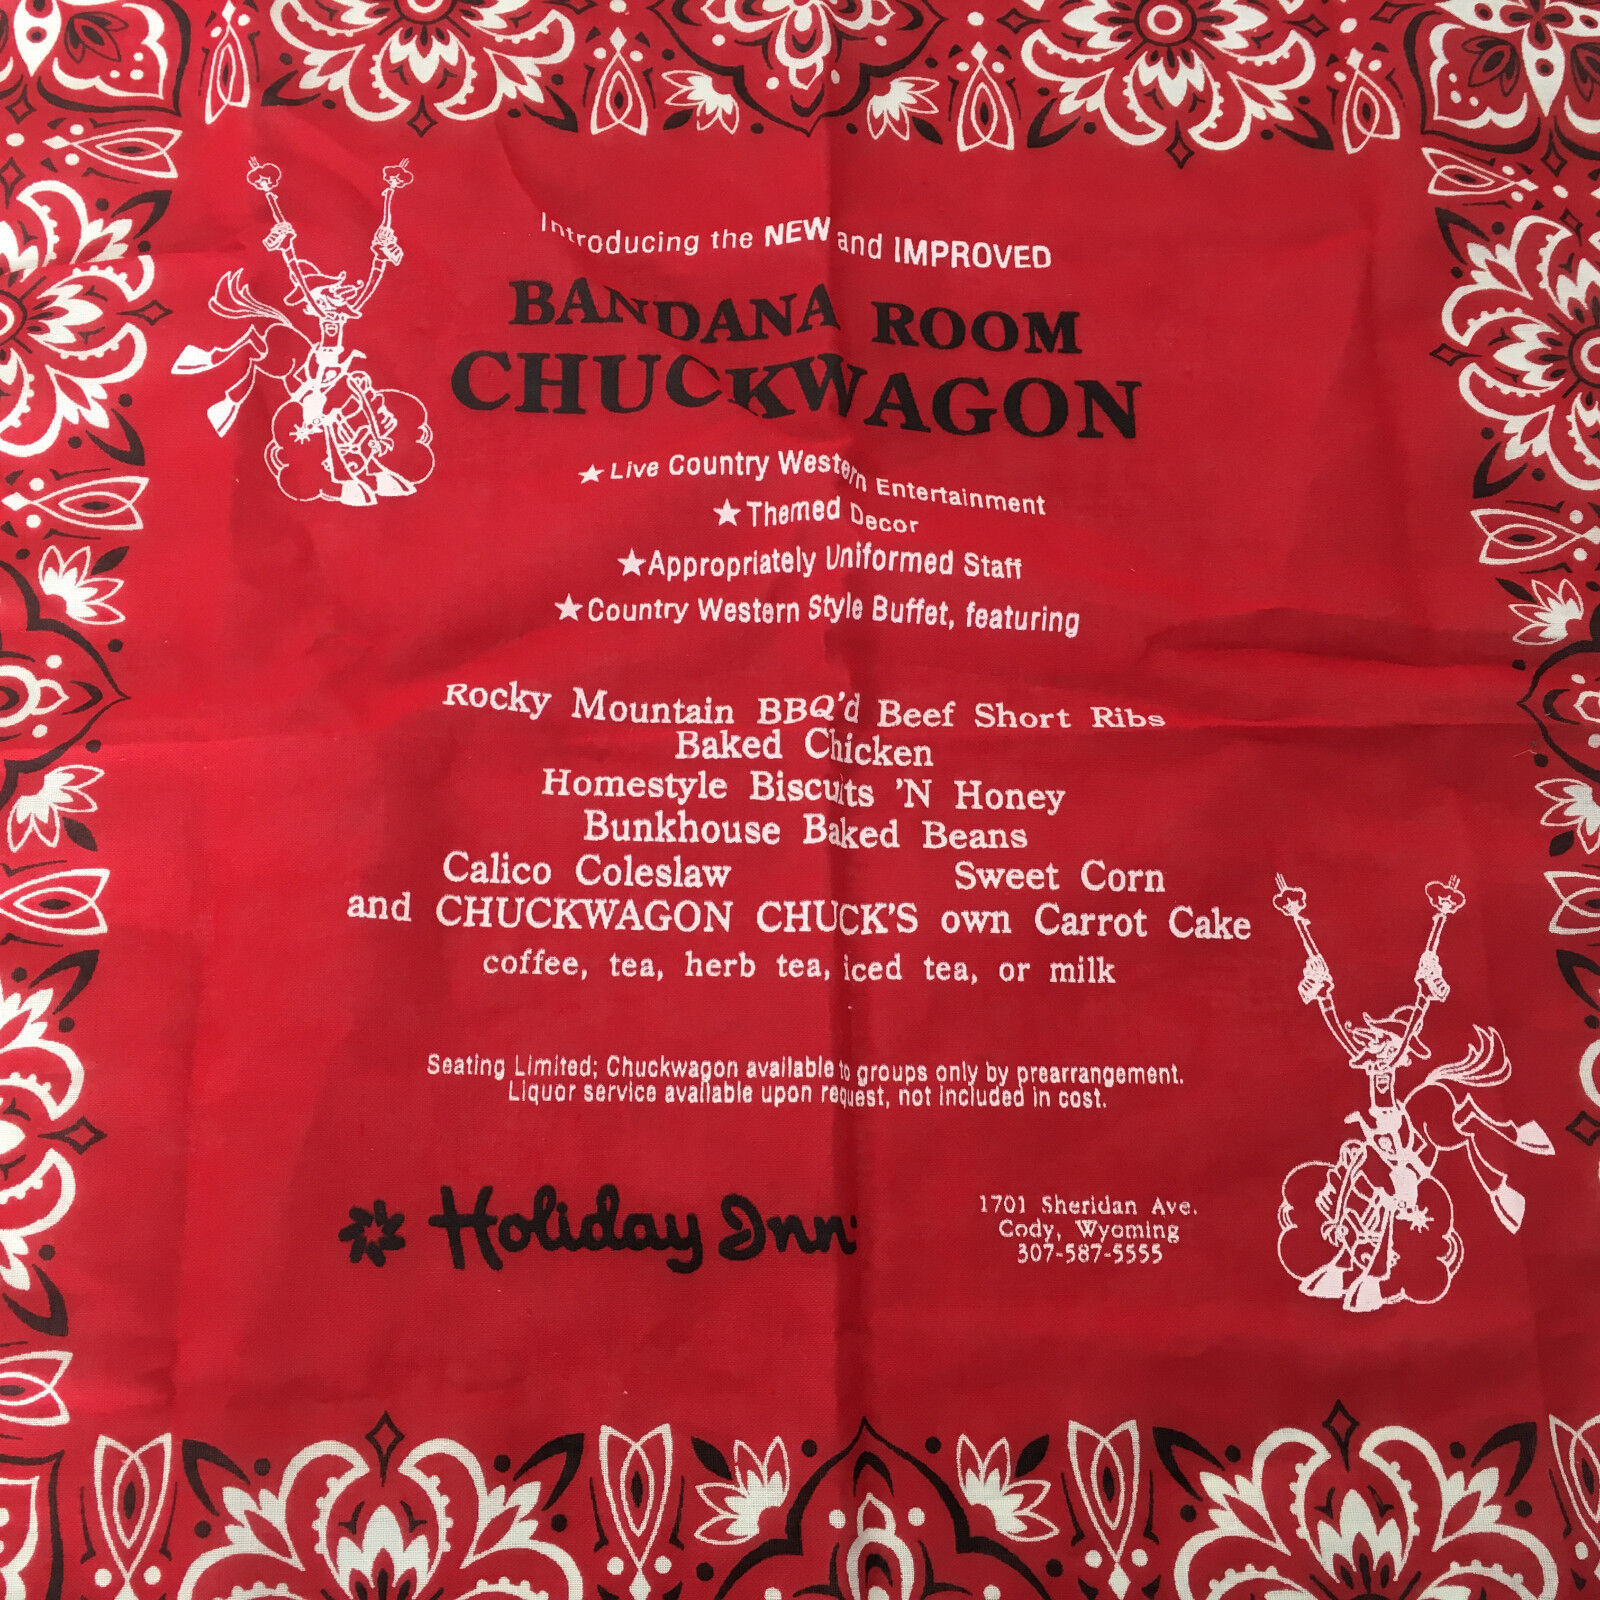 Introducing the NEW and IMPROVED
BANDANA ROOM
CHUCKWAGON
★ Live Country Western Entertainment
★ Themed Decor
★ Appropriately Uniformed Staff
★ Country Western Style Buffet, featuring
Rocky Mountain BBQ'd Beef Short Ribs
Baked Chicken
Homestyle Biscuits 'N Honey
Bunkhouse Baked Beans
Calico Coleslaw Sweet Corn
and CHUCKWAGON CHUCK'S own Carrot Cake
coffee, tea, herb tea, iced tea, or milk
Seating Limited; Chuckwagon available to groups only by prearrangement.
Liquor service available upon request, not included in cost.
Holiday Inn
1701 Sheridan Ave.
Cody, Wyoming
307-587-5555